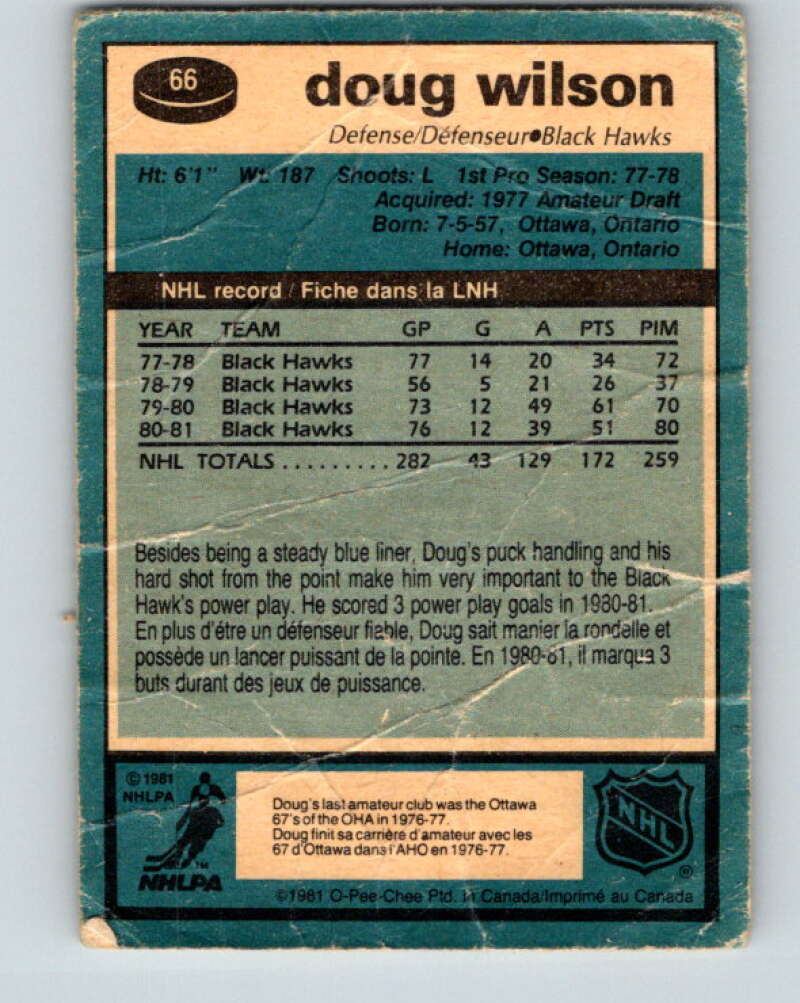 66
doug wilson
Defense/Défenseur•Black Hawks
Ht: 6'1" Wt: 187 Shoots: L 1st Pro Season: 77-78
Acquired: 1977 Amateur Draft
Born: 7-5-57, Ottawa, Ontario
Home: Ottawa, Ontario
NHL record / Fiche dans la LNH
YEAR TEAM GP G A PTS PIM
77-78 Black Hawks 77 14 20 34 72
78-79 Black Hawks 56 5 21 26 37
79-80 Black Hawks 73 12 49 61 70
80-81 Black Hawks 76 12 39 51 80
NHL TOTALS ......... 282 43 129 172 259
Besides being a steady blue liner, Doug's puck handling and his
hard shot from the point make him very important to the Black
Hawk's power play. He scored 3 power play goals in 1980-81.
En plus d'étre un défenseur fiable, Doug sait manier la rondelle et
possède un lancer puissant de la pointe. En 1980-81, il marqua 3
buts durant des jeux de puissance.
© 1981
NHLPA
TM
NHLPA
Doug's last amateur club was the Ottawa
67's of the OHA in 1976-77.
Doug finit sa carrière d'amateur avec les
67 d'Ottawa dans l'AHO en 1976-77.
NHL
®
©1981 O-Pee-Chee Ptd. in Canada/Imprimé au Canada